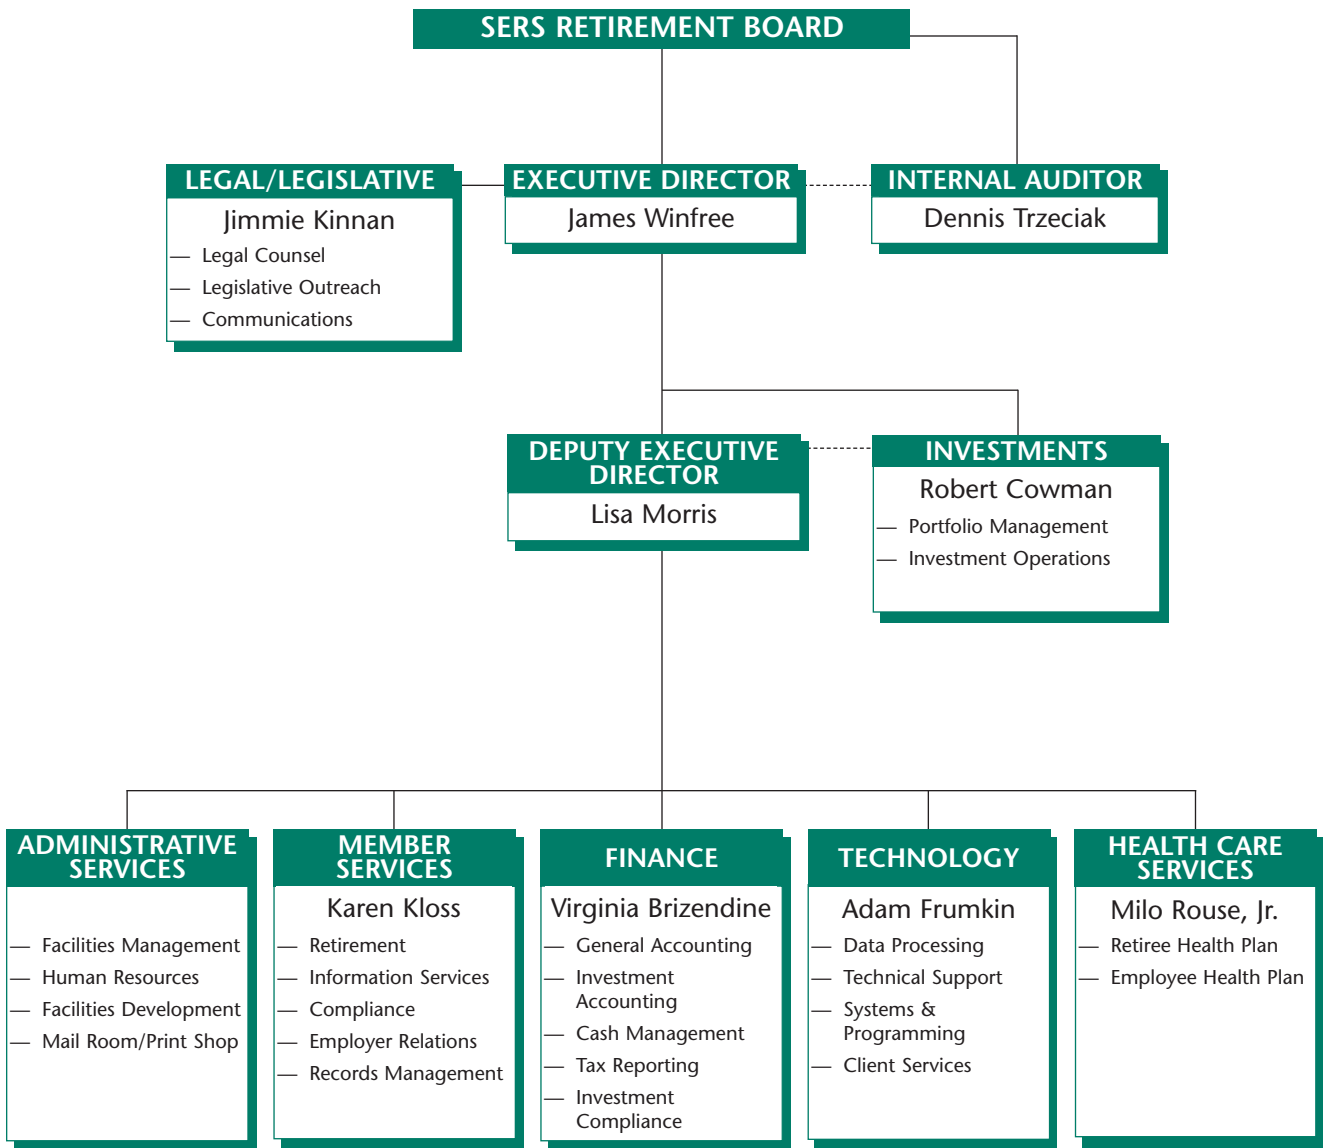 SERS RETIREMENT BOARD
LEGAL/LEGISLATIVE
Jimmie Kinnan
— Legal Counsel
— Legislative Outreach
— Communications
EXECUTIVE DIRECTOR
James Winfree
INTERNAL AUDITOR
Dennis Trzeciak
DEPUTY EXECUTIVE
DIRECTOR
Lisa Morris
INVESTMENTS
Robert Cowman
— Portfolio Management
— Investment Operations
ADMINISTRATIVE
SERVICES
— Facilities Management
— Human Resources
— Facilities Development
— Mail Room/Print Shop
MEMBER
SERVICES
Karen Kloss
— Retirement
— Information Services
— Compliance
— Employer Relations
— Records Management
FINANCE
Virginia Brizendine
— General Accounting
— Investment
Accounting
— Cash Management
— Tax Reporting
— Investment
Compliance
TECHNOLOGY
Adam Frumkin
— Data Processing
— Technical Support
— Systems &
Programming
— Client Services
HEALTH CARE
SERVICES
Milo Rouse, Jr.
— Retiree Health Plan
— Employee Health Plan